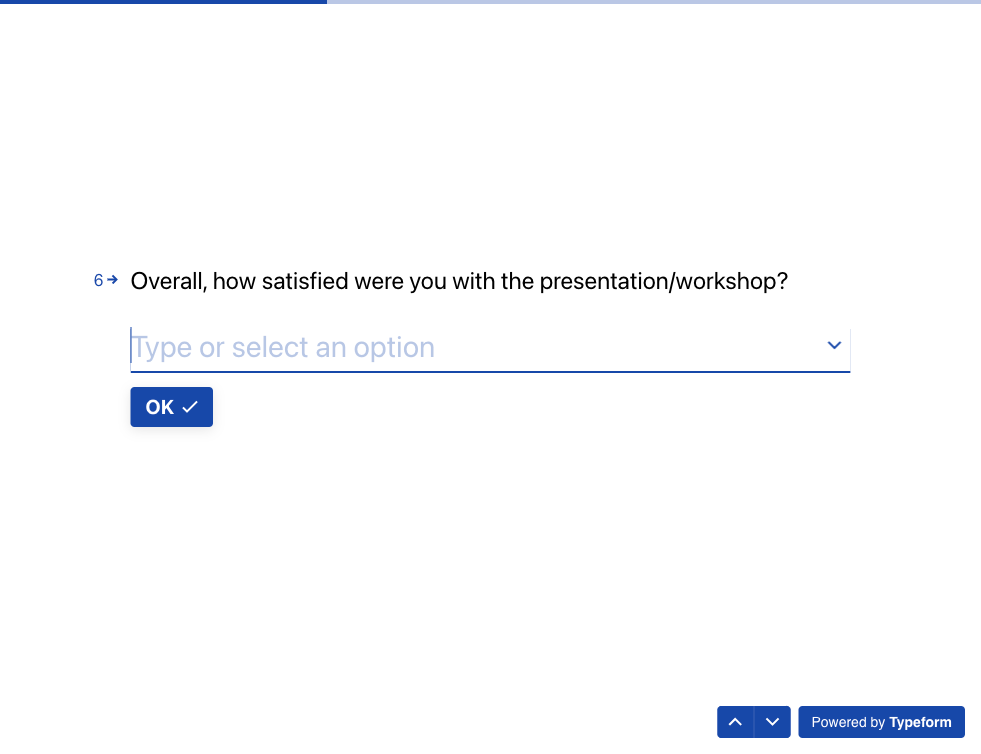 6 Overall, how satisfied were you with the presentation/workshop?
Type or select an option
OK
Powered by Typeform